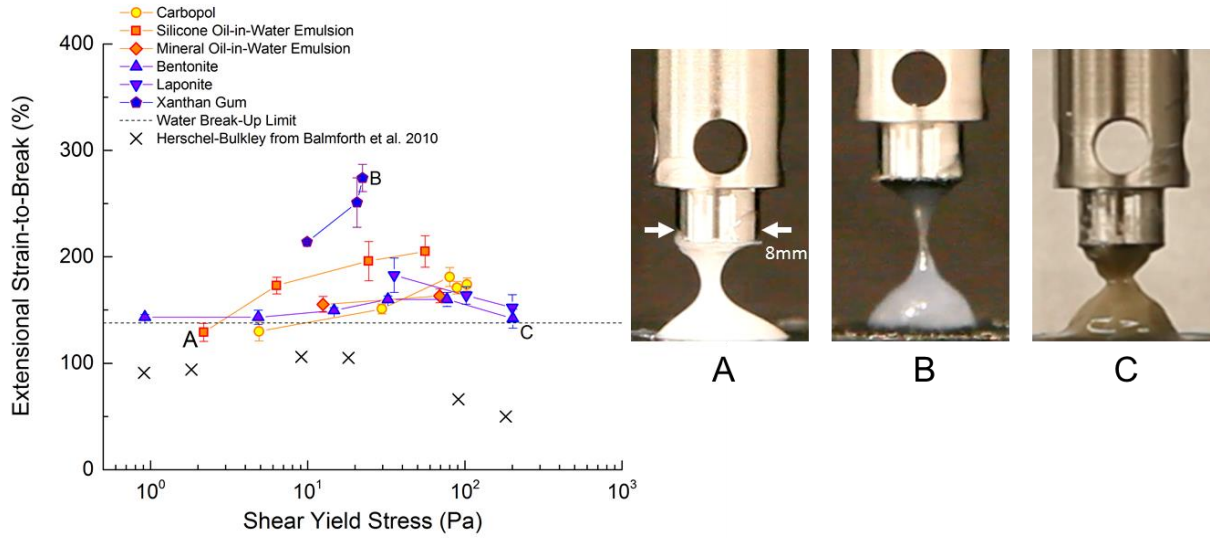 Carbopol
Silicone Oil-in-Water Emulsion
Mineral Oil-in-Water Emulsion
Bentonite
Laponite
Xanthan Gum
Water Break-Up Limit
Herschel-Bulkley from Balmforth et al. 2010
400
300
200
100
0
Extensional Strain-to-Break (%)
B
A
C
10⁰
10¹
10²
10³
Shear Yield Stress (Pa)
8mm
A
B
C